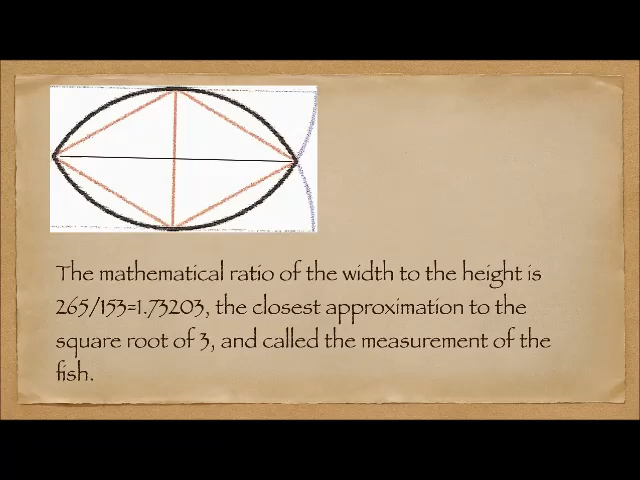 The mathematical ratio of the width to the height is
265/153=1.73203, the closest approximation to the
square root of 3, and called the measurement of the
fish.